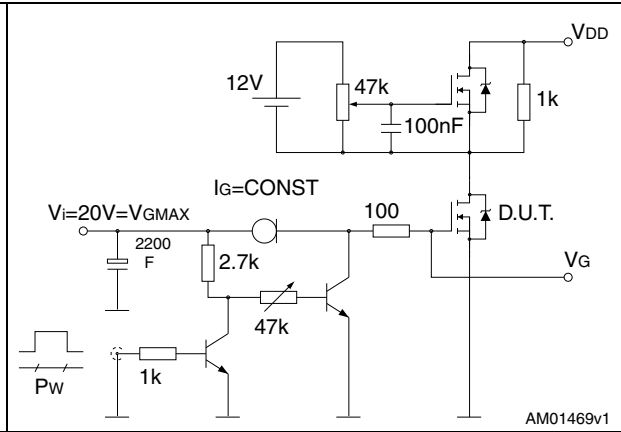 VDD
12V
47k
1k
100nF
IG=CONST
Vi=20V=VGMAX
100
D.U.T.
2200
F
2.7k
VG
47k
1k
PW
AM01469v1